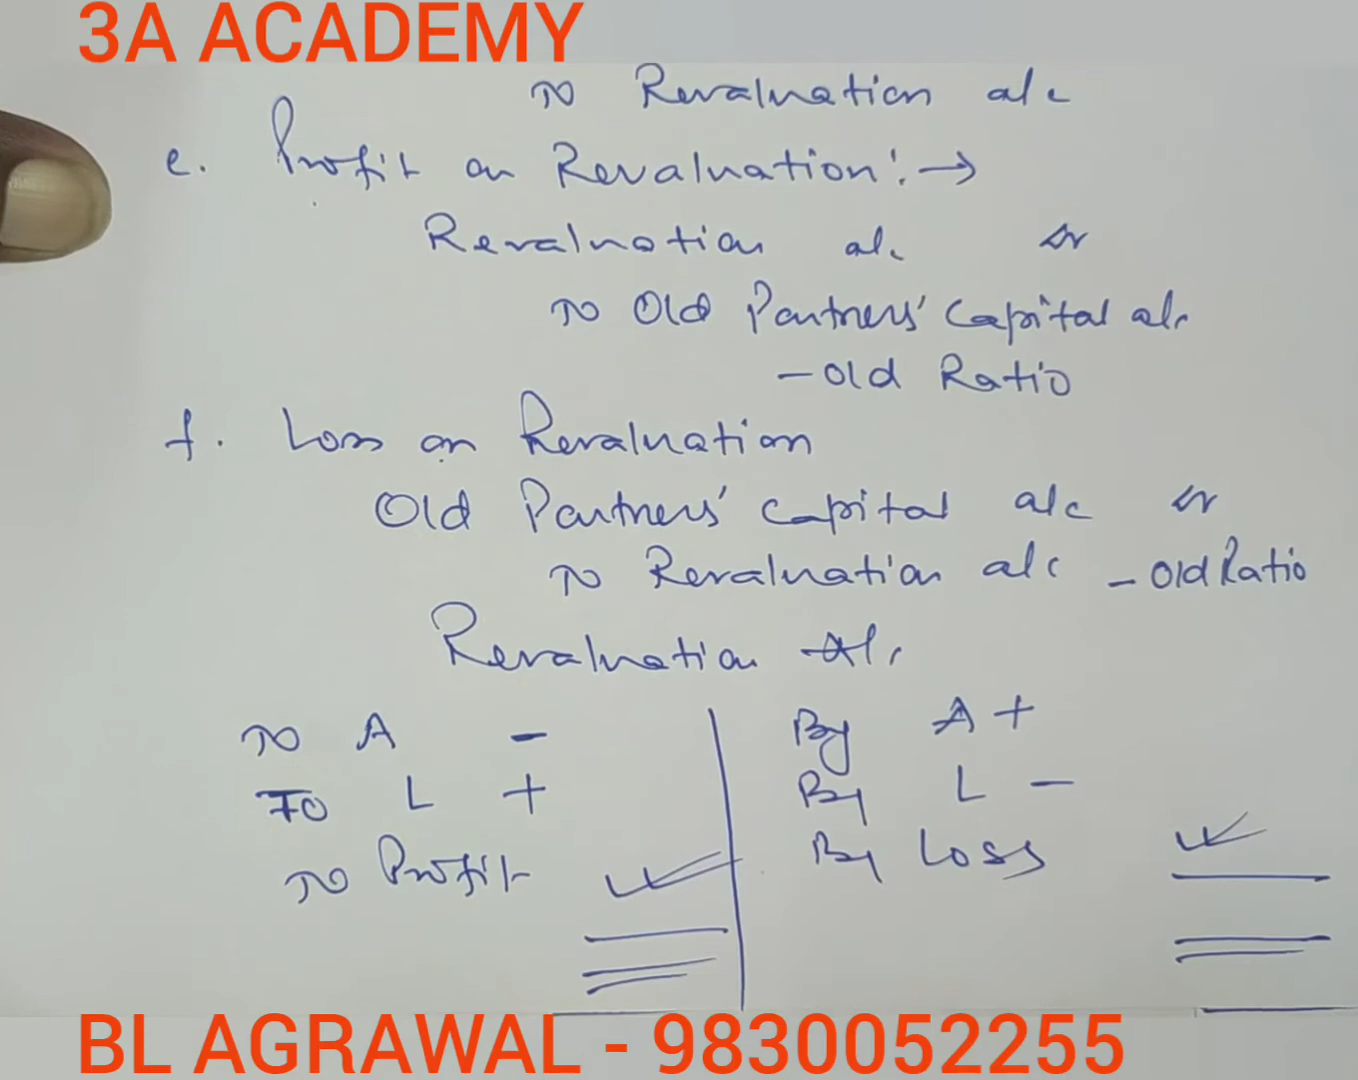 3A ACADEMY
To Revaluation a/c
e. Profit on Revaluation :→
Revaluation a/c Dr
To Old Partners' Capital a/c
- Old Ratio
f. Loss on Revaluation
Old Partners' Capital a/c Dr
To Revaluation a/c - Old Ratio
Revaluation A/c
To A - By A +
To L + By L -
To Profit By Loss
BL AGRAWAL - 9830052255